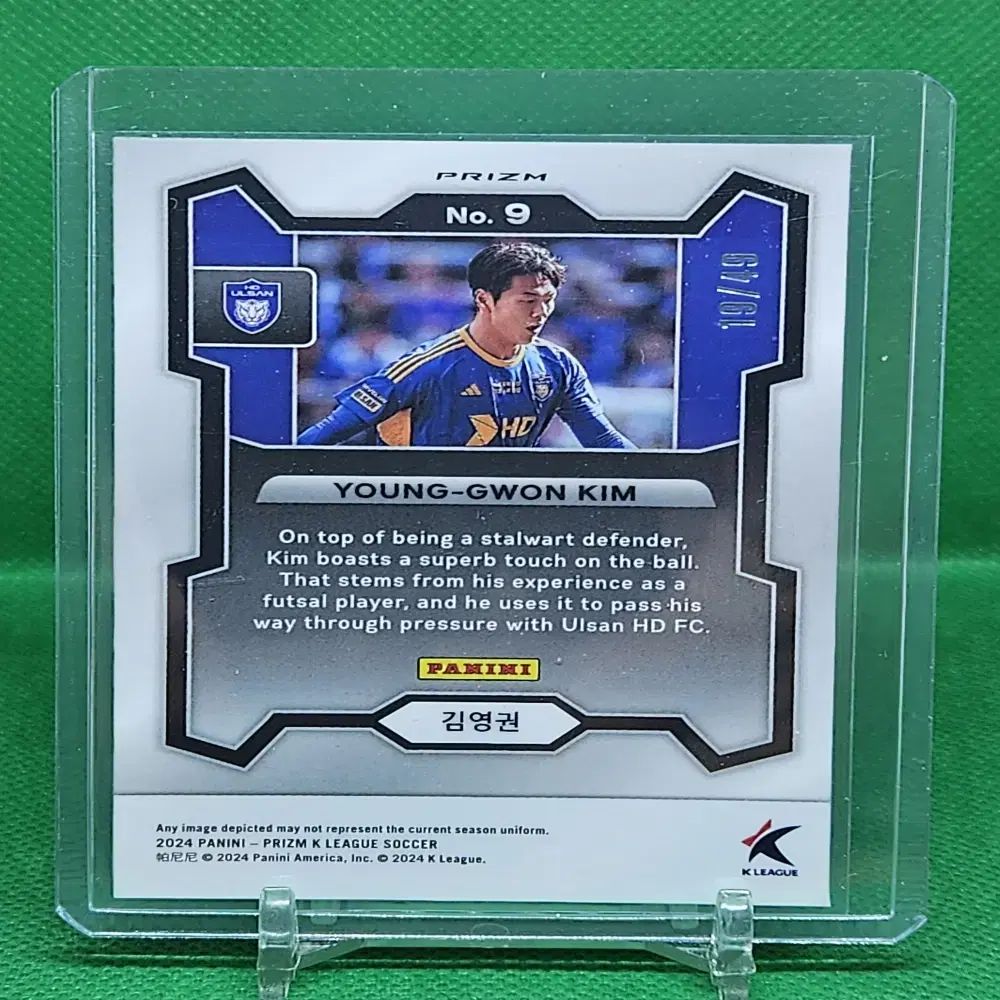 PRIZM
No. 9
HD
ULSAN
19/49
HD
YOUNG-GWON KIM
On top of being a stalwart defender,
Kim boasts a superb touch on the ball.
That stems from his experience as a
futsal player, and he uses it to pass his
way through pressure with Ulsan HD FC.
PANINI
김영권
Any image depicted may not represent the current season uniform.
2024 PANINI – PRIZM K LEAGUE SOCCER
帕尼尼 © 2024 Panini America, Inc. © 2024 K League.
K LEAGUE